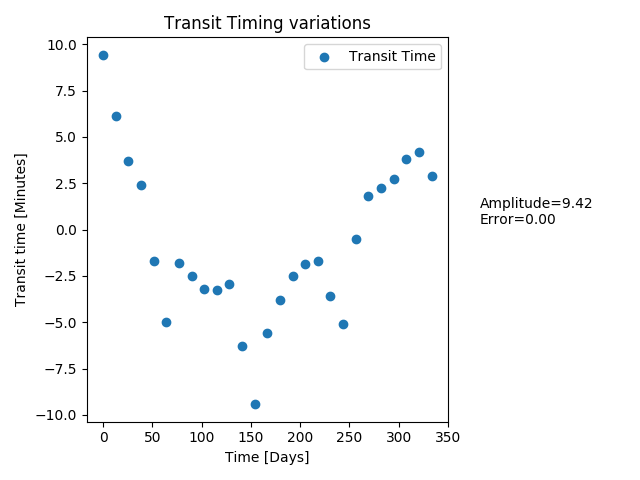 Transit Timing variations
Transit Time
Transit time [Minutes]
10.0
7.5
5.0
2.5
0.0
−2.5
−5.0
−7.5
−10.0
0 50 100 150 200 250 300 350
Time [Days]
Amplitude=9.42
Error=0.00